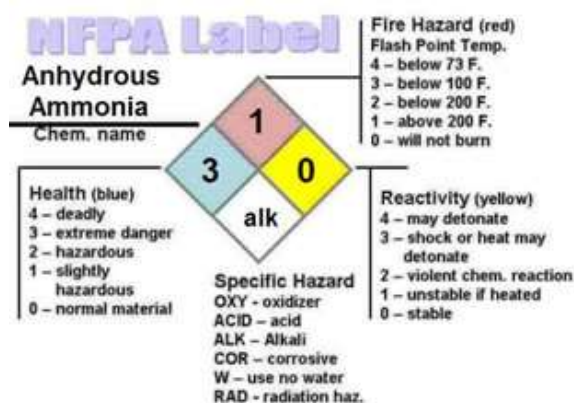 NFPA Label
Anhydrous
Ammonia
Chem. name
Fire Hazard (red)
Flash Point Temp.
4 – below 73 F.
3 – below 100 F.
2 – below 200 F.
1 – above 200 F.
0 – will not burn
1
3
0
alk
Health (blue)
4 – deadly
3 – extreme danger
2 – hazardous
1 – slightly
hazardous
0 – normal material
Reactivity (yellow)
4 – may detonate
3 – shock or heat may
detonate
2 – violent chem. reaction
1 – unstable if heated
0 – stable
Specific Hazard
OXY - oxidizer
ACID – acid
ALK – Alkali
COR – corrosive
W – use no water
RAD - radiation haz.